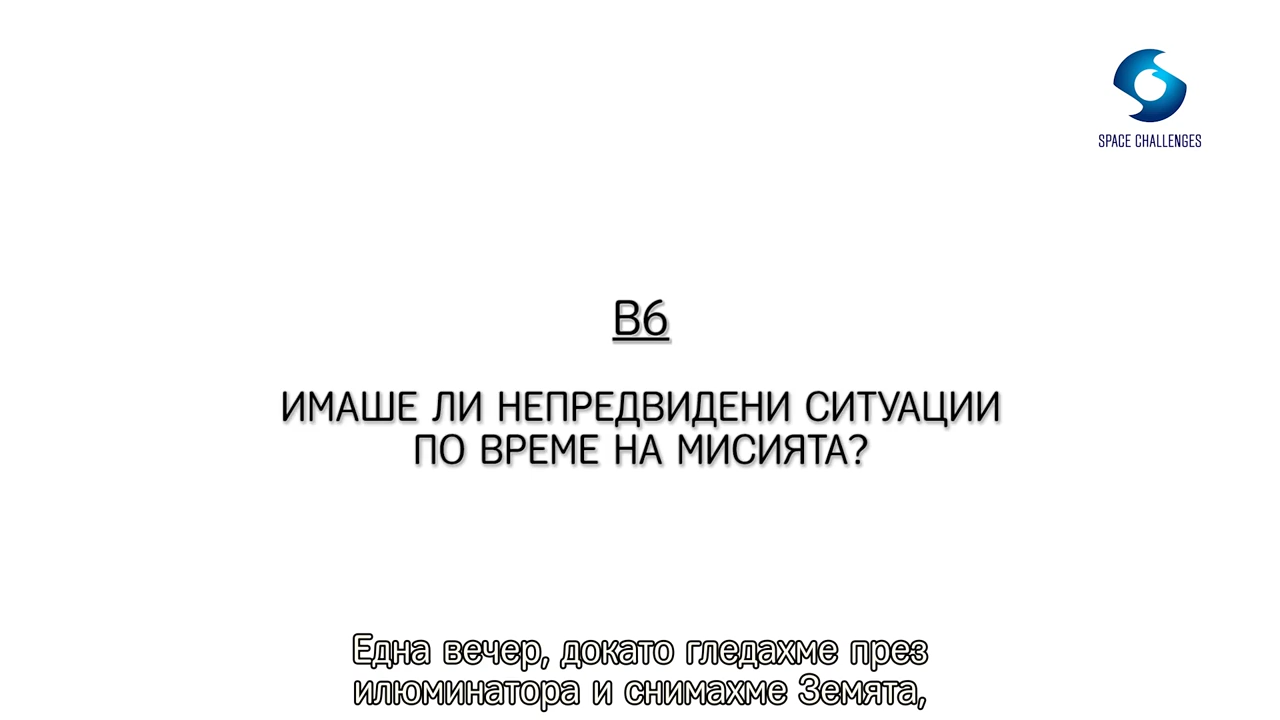 SPACE CHALLENGES
В6
ИМАШЕ ЛИ НЕПРЕДВИДЕНИ СИТУАЦИИ
ПО ВРЕМЕ НА МИСИЯТА?
Една вечер, докато гледахме през
илюминатора и снимахме Земята,